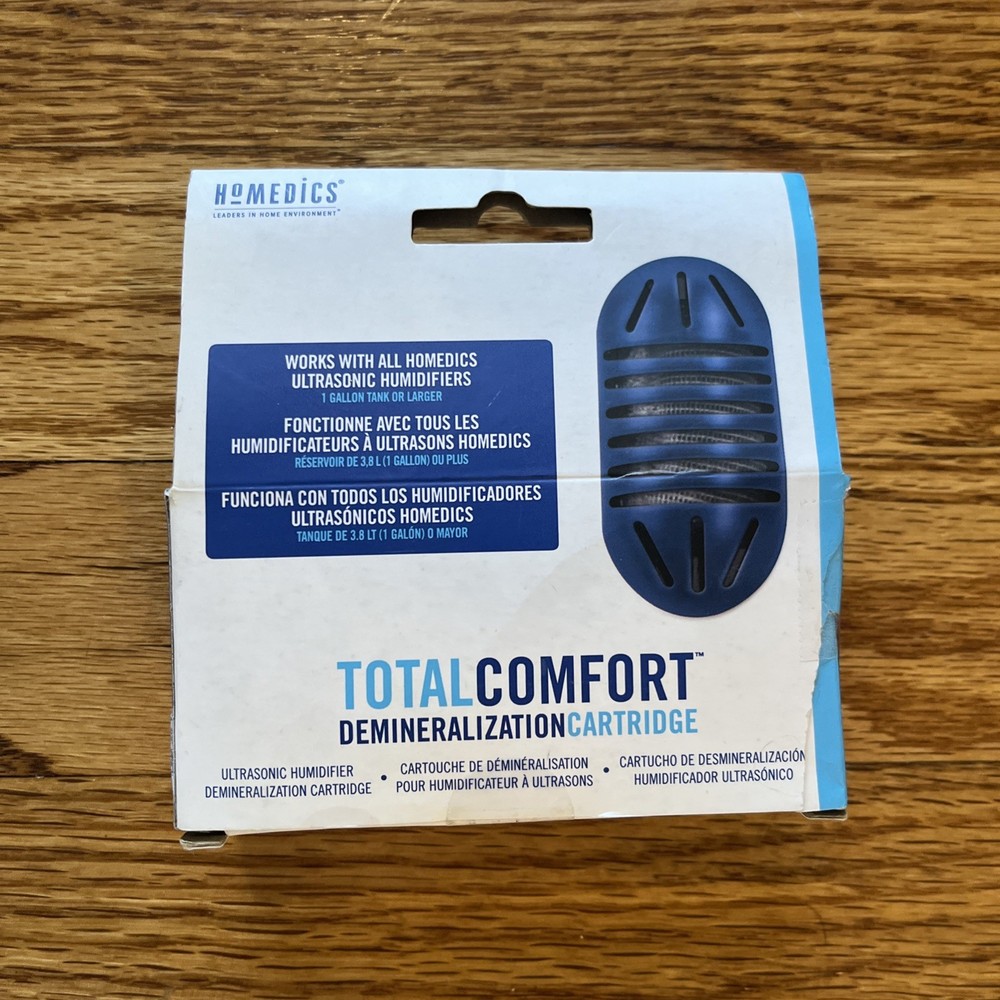 HoMEDICS®
LEADERS IN HOME ENVIRONMENT™
WORKS WITH ALL HOMEDICS
ULTRASONIC HUMIDIFIERS
1 GALLON TANK OR LARGER
FONCTIONNE AVEC TOUS LES
HUMIDIFICATEURS À ULTRASONS HOMEDICS
RÉSERVOIR DE 3,8 L (1 GALLON) OU PLUS
FUNCIONA CON TODOS LOS HUMIDIFICADORES
ULTRASÓNICOS HOMEDICS
TANQUE DE 3.8 LT (1 GALÓN) O MAYOR
TOTALCOMFORT™
DEMINERALIZATIONCARTRIDGE
ULTRASONIC HUMIDIFIER
DEMINERALIZATION CARTRIDGE
• CARTOUCHE DE DÉMINÉRALISATION
POUR HUMIDIFICATEUR À ULTRASONS
• CARTUCHO DE DESMINERALIZACIÓN
HUMIDIFICADOR ULTRASÓNICO